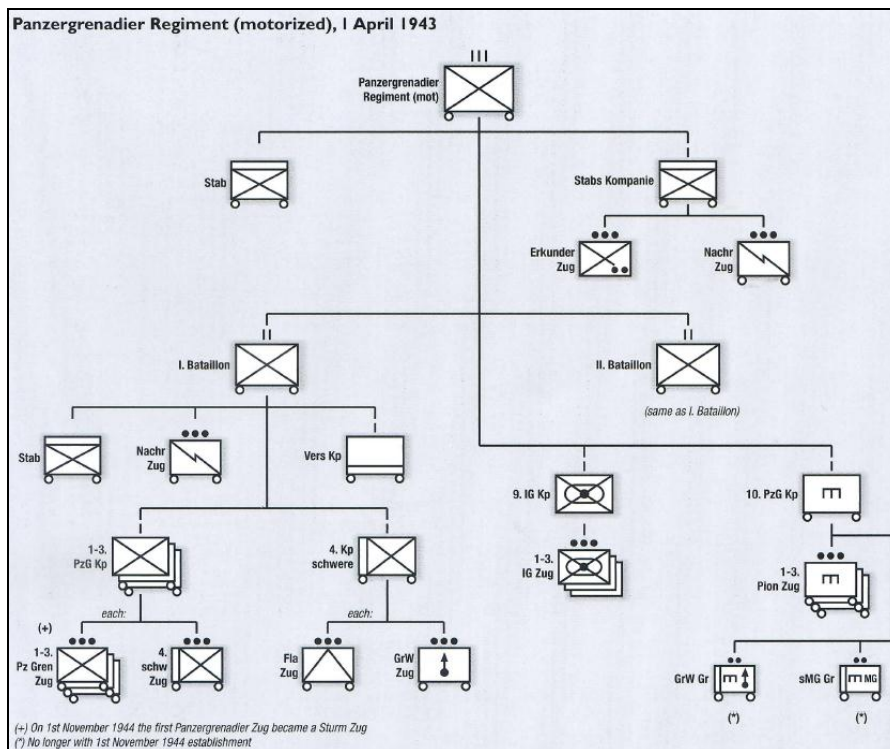 Panzergrenadier Regiment (motorized), 1 April 1943
Panzergrenadier
Regiment (mot)
Stab
Stabs Kompanie
Erkunder
Zug
Nachr
Zug
I. Bataillon
II. Bataillon
(same as I. Bataillon)
Stab
Nachr
Zug
Vers Kp
9. IG Kp
10. PzG Kp
1-3.
PzG Kp
4. Kp
schwere
1-3.
IG Zug
1-3.
Pion Zug
each:
each:
(+)
1-3.
Pz Gren
Zug
4.
schw
Zug
Fla
Zug
GrW
Zug
GrW Gr
sMG Gr
MG
(*)
(*)
(+) On 1st November 1944 the first Panzergrenadier Zug became a Sturm Zug
(*) No longer with 1st November 1944 establishment